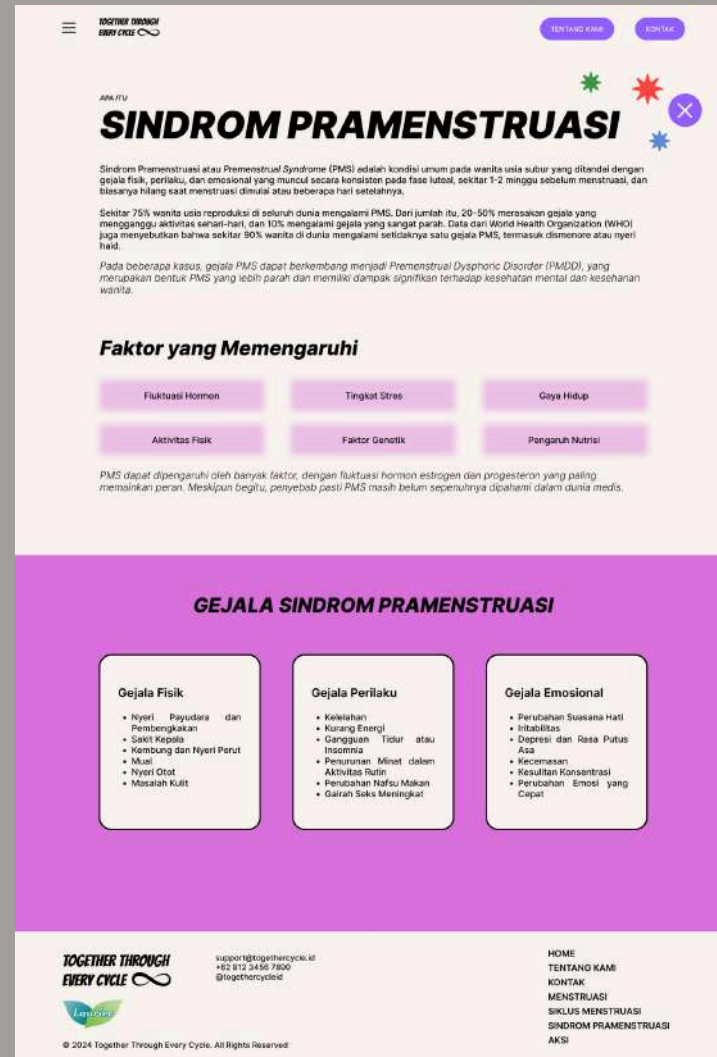 TOGETHER THROUGH
EVERY CYCLE
TENTANG KAMI
KONTAK
APA ITU
SINDROM PRAMENSTRUASI
Sindrom Pramenstruasi atau Premenstrual Syndrome (PMS) adalah kondisi umum pada wanita usia subur yang ditandai dengan
gejala fisik, perilaku, dan emosional yang muncul secara konsisten pada fase luteal, sekitar 1-2 minggu sebelum menstruasi, dan
biasanya hilang saat menstruasi dimulai atau beberapa hari setelahnya.
Sekitar 75% wanita usia reproduksi di seluruh dunia mengalami PMS. Dari jumlah itu, 20-50% merasakan gejala yang
mengganggu aktivitas sehari-hari, dan 10% mengalami gejala yang sangat parah. Data dari World Health Organization (WHO)
juga menyebutkan bahwa sekitar 90% wanita di dunia mengalami setidaknya satu gejala PMS, termasuk dismenore atau nyeri
haid.
Pada beberapa kasus, gejala PMS dapat berkembang menjadi Premenstrual Dysphoric Disorder (PMDD), yang
merupakan bentuk PMS yang lebih parah dan memiliki dampak signifikan terhadap kesehatan mental dan keseharian
wanita.
Faktor yang Memengaruhi
Fluktuasi Hormon
Tingkat Stres
Gaya Hidup
Aktivitas Fisik
Faktor Genetik
Pengaruh Nutrisi
PMS dapat dipengaruhi oleh banyak faktor, dengan fluktuasi hormon estrogen dan progesteron yang paling
memainkan peran. Meskipun begitu, penyebab pasti PMS masih belum sepenuhnya dipahami dalam dunia medis.
GEJALA SINDROM PRAMENSTRUASI
Gejala Fisik
• Nyeri Payudara dan
Pembengkakan
• Sakit Kepala
• Kembung dan Nyeri Perut
• Mual
• Nyeri Otot
• Masalah Kulit
Gejala Perilaku
• Kelelahan
• Kurang Energi
• Gangguan Tidur atau
Insomnia
• Penurunan Minat dalam
Aktivitas Rutin
• Perubahan Nafsu Makan
• Gairah Seks Meningkat
Gejala Emosional
• Perubahan Suasana Hati
• Iritabilitas
• Depresi dan Rasa Putus
Asa
• Kecemasan
• Kesulitan Konsentrasi
• Perubahan Emosi yang
Cepat
TOGETHER THROUGH
EVERY CYCLE
Laurier
© 2024 Together Through Every Cycle. All Rights Reserved
support@togethercycle.id
+62 812 3456 7890
@togethercycleid
HOME
TENTANG KAMI
KONTAK
MENSTRUASI
SIKLUS MENSTRUASI
SINDROM PRAMENSTRUASI
AKSI